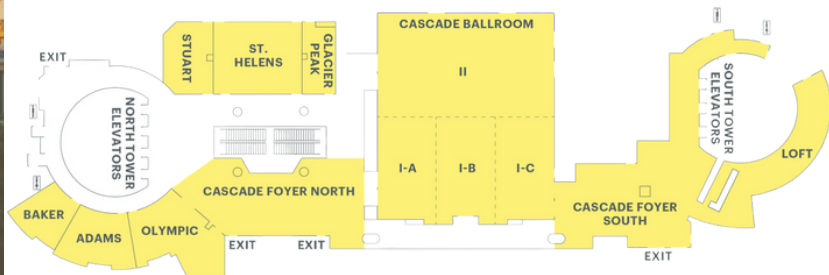 EXIT
STUART
ST.
HELENS
GLACIER
PEAK
CASCADE BALLROOM
II
I-A
I-B
I-C
NORTH TOWER
ELEVATORS
SOUTH TOWER
ELEVATORS
LOFT
CASCADE FOYER NORTH
CASCADE FOYER
SOUTH
BAKER
ADAMS
OLYMPIC
EXIT
EXIT
EXIT